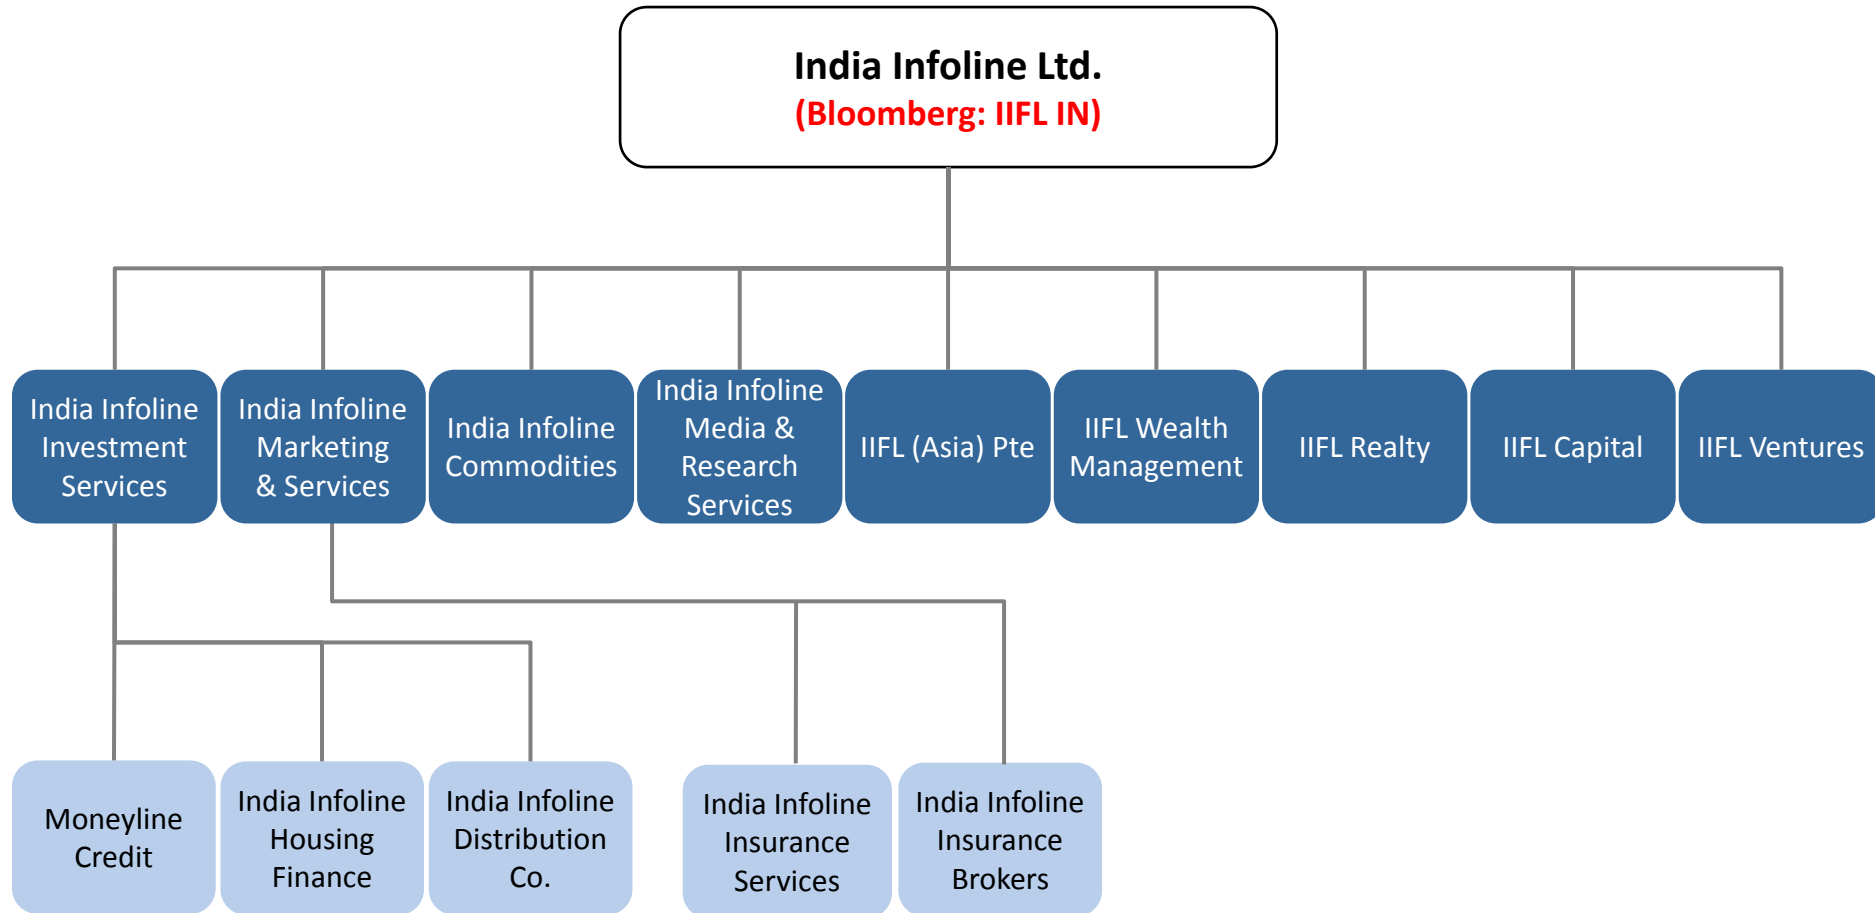 India Infoline Ltd.
(Bloomberg: IIFL IN)
India Infoline
Investment
Services
India Infoline
Marketing
& Services
India Infoline
Commodities
India Infoline
Media &
Research
Services
IIFL (Asia) Pte
IIFL Wealth
Management
IIFL Realty
IIFL Capital
IIFL Ventures
Moneyline
Credit
India Infoline
Housing
Finance
India Infoline
Distribution
Co.
India Infoline
Insurance
Services
India Infoline
Insurance
Brokers